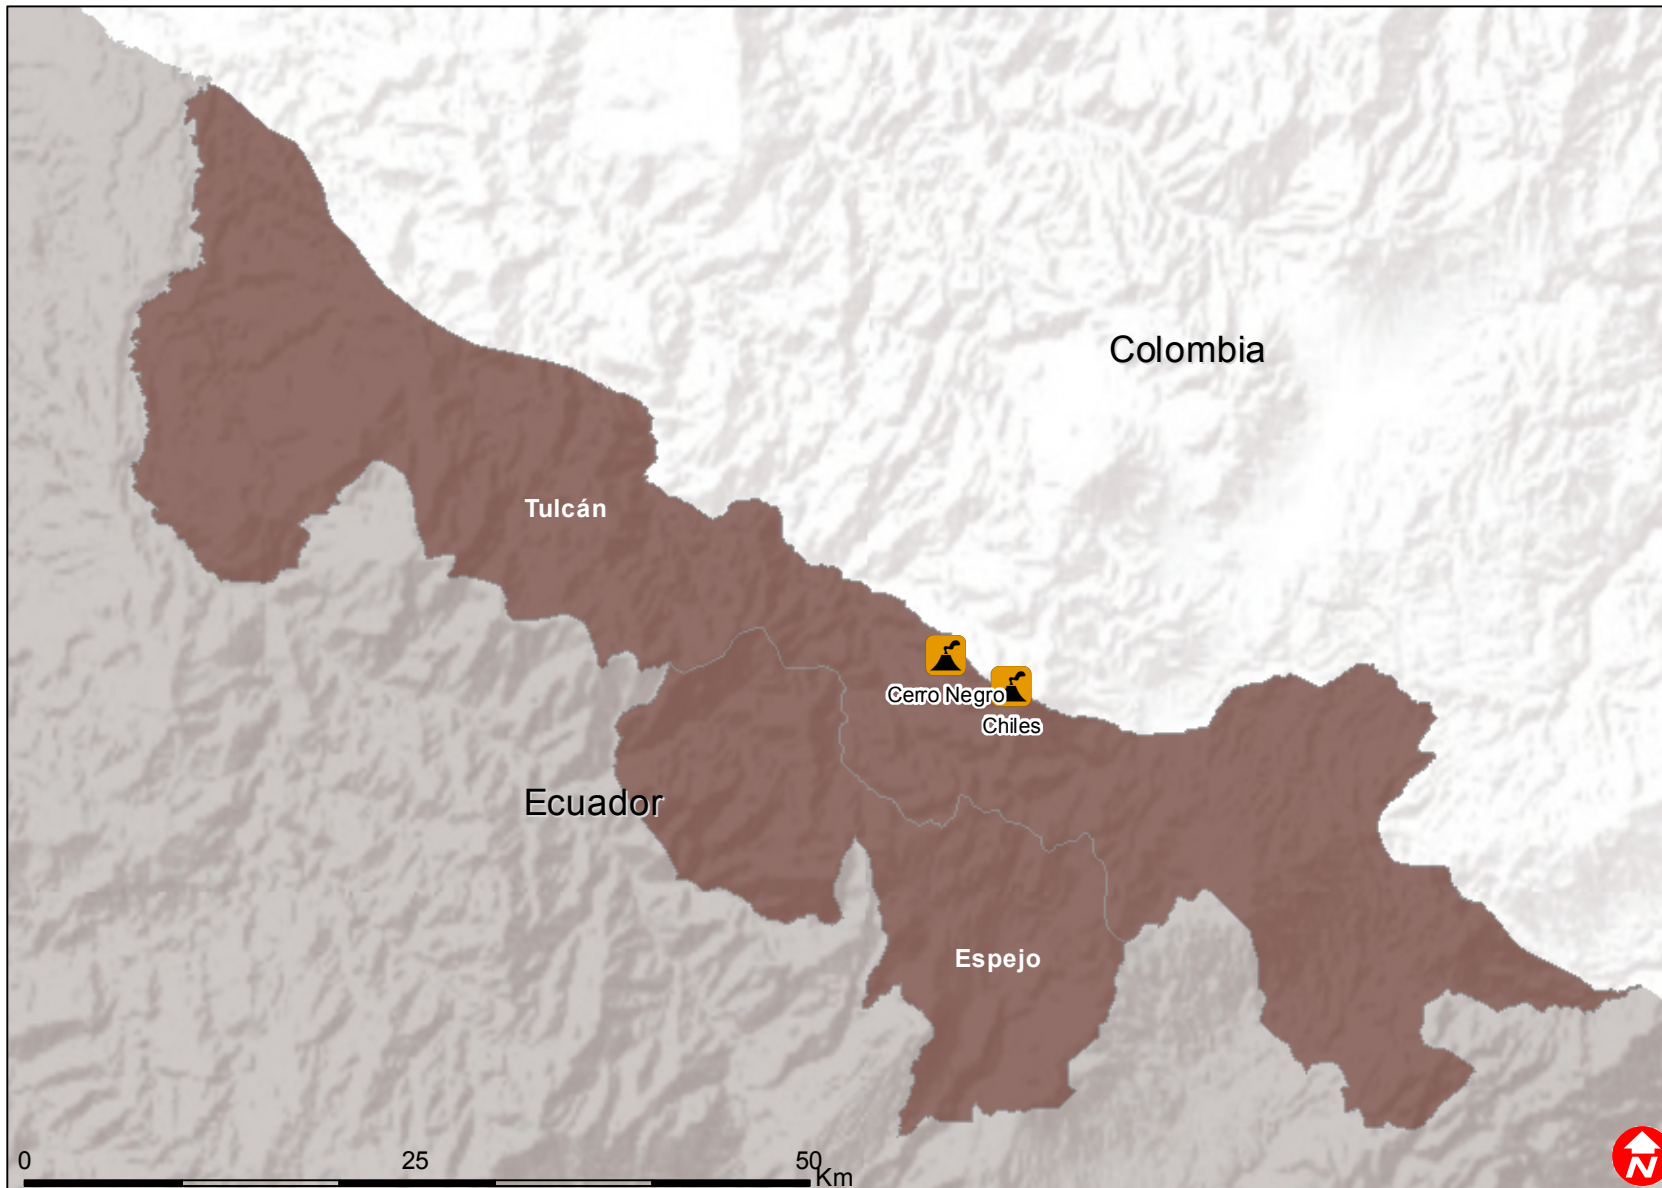 Colombia
Tulcán
Cerro Negro
Chiles
Ecuador
Espejo
0 25 50
Km
N